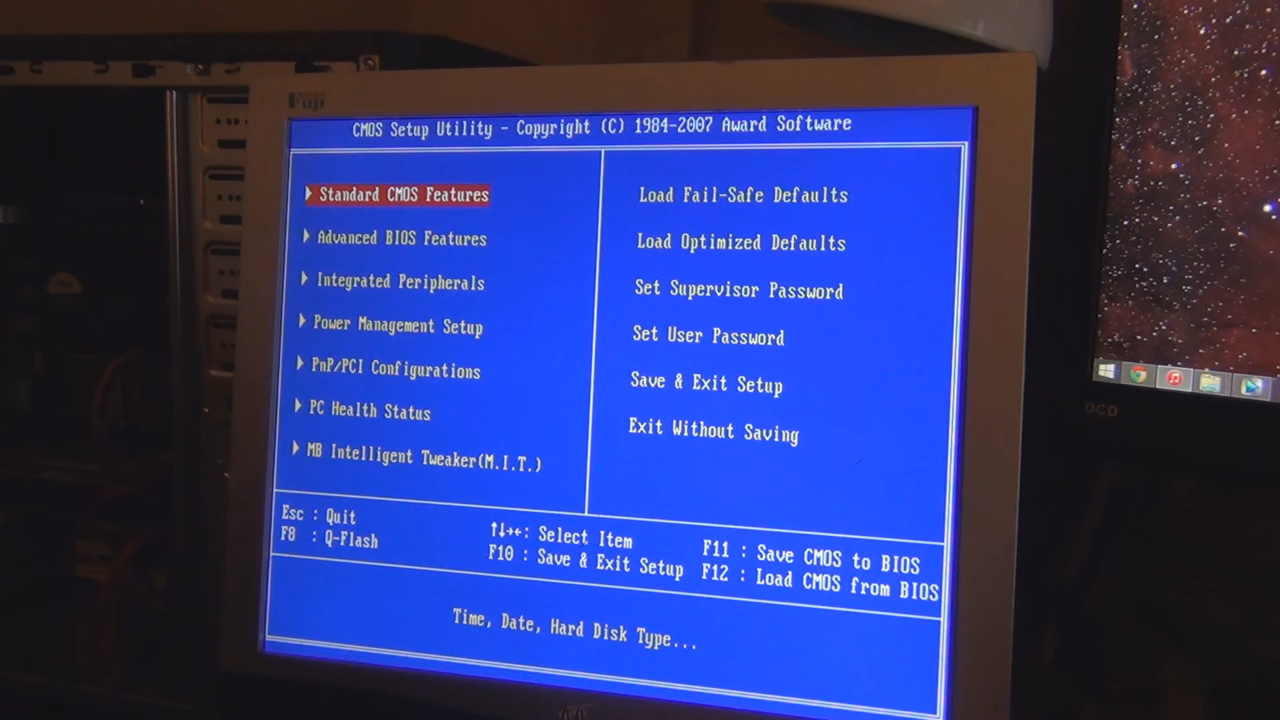 Fuji
CMOS Setup Utility - Copyright (C) 1984-2007 Award Software
Standard CMOS Features
Advanced BIOS Features
Integrated Peripherals
Power Management Setup
PnP/PCI Configurations
PC Health Status
MB Intelligent Tweaker(M.I.T.)
Load Fail-Safe Defaults
Load Optimized Defaults
Set Supervisor Password
Set User Password
Save & Exit Setup
Exit Without Saving
Esc : Quit
F8 : Q-Flash
↑↓→←: Select Item
F10 : Save & Exit Setup
F11 : Save CMOS to BIOS
F12 : Load CMOS from BIOS
Time, Date, Hard Disk Type...
DCD